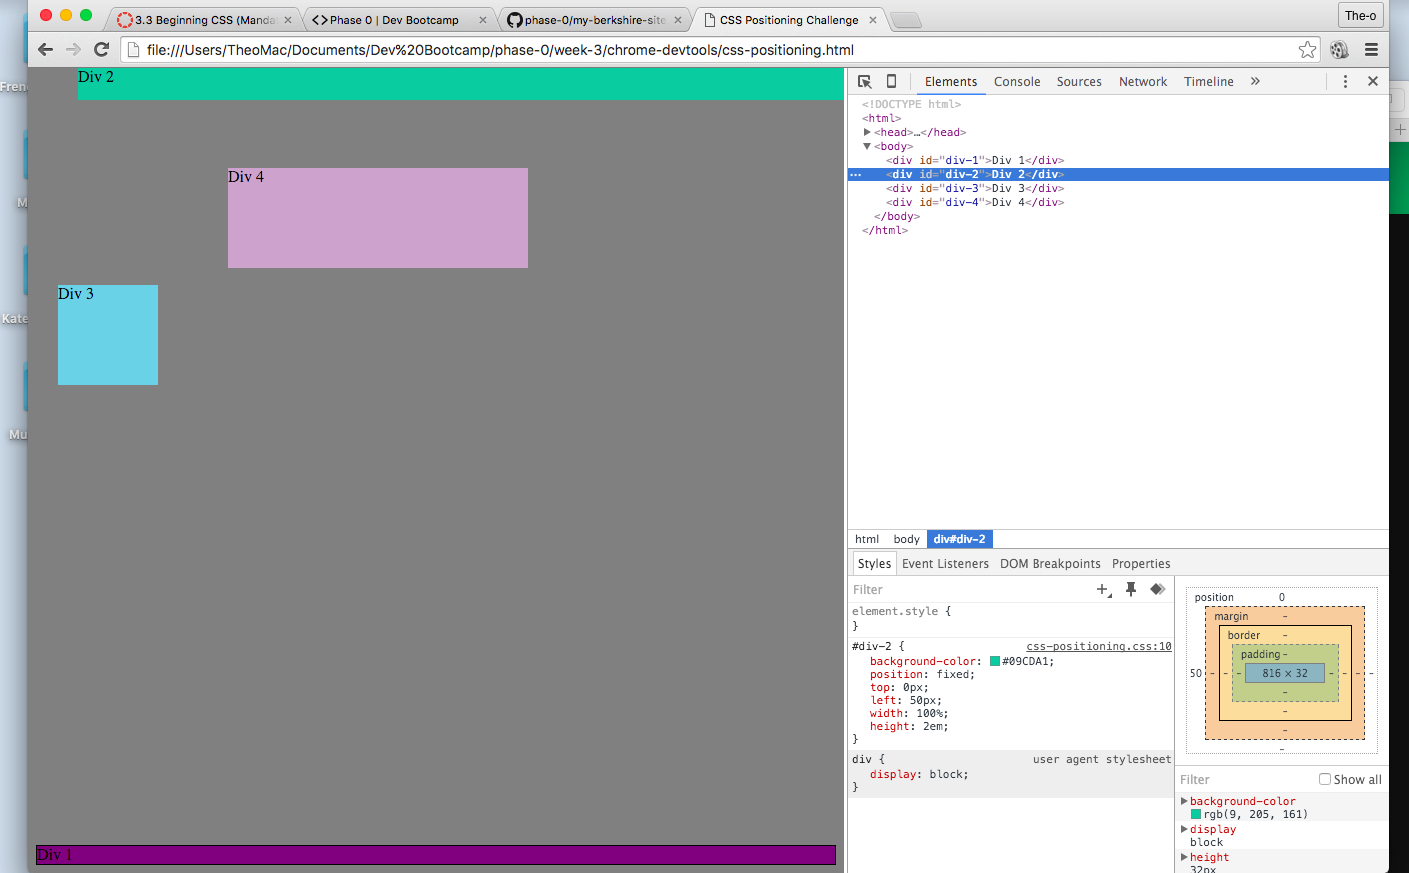 3.3 Beginning CSS (Manda
Phase 0 | Dev Bootcamp
phase-0/my-berkshire-site
CSS Positioning Challenge
The-o
file:///Users/TheoMac/Documents/Dev%20Bootcamp/phase-0/week-3/chrome-devtools/css-positioning.html
Fren
M
Kate
Mu
Div 2
Div 4
Div 3
Div 1
Elements
Console
Sources
Network
Timeline
»
<!DOCTYPE html>
<html>
<head>…</head>
<body>
<div id="div-1">Div 1</div>
<div id="div-2">Div 2</div>
<div id="div-3">Div 3</div>
<div id="div-4">Div 4</div>
</body>
</html>
html body div#div-2
Styles Event Listeners DOM Breakpoints Properties
Filter
element.style {
}
#div-2 { css-positioning.css:10
background-color: #09CDA1;
position: fixed;
top: 0px;
left: 50px;
width: 100%;
height: 2em;
}
div { user agent stylesheet
display: block;
}
position 0
margin -
border -
padding -
50 - - - 816 × 32 - - - -
-
-
-
-
Filter Show all
background-color
rgb(9, 205, 161)
display
block
height
32px